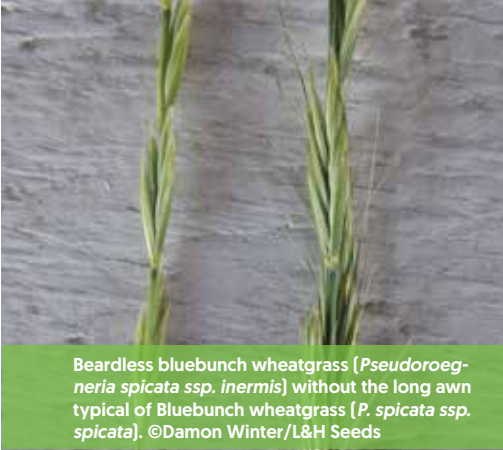 Beardless bluebunch wheatgrass (Pseudoroeg-
neria spicata ssp. inermis) without the long awn
typical of Bluebunch wheatgrass (P. spicata ssp.
spicata). ©Damon Winter/L&H Seeds